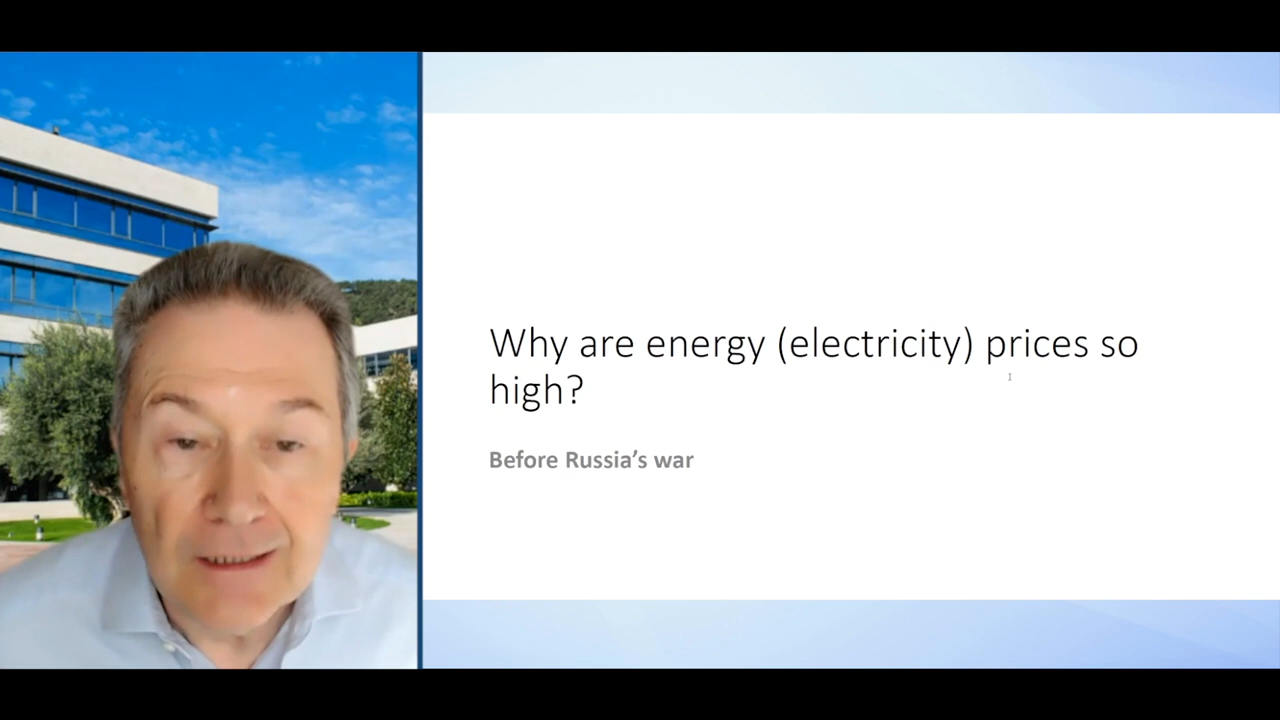 Why are energy (electricity) prices so
high?
Before Russia’s war